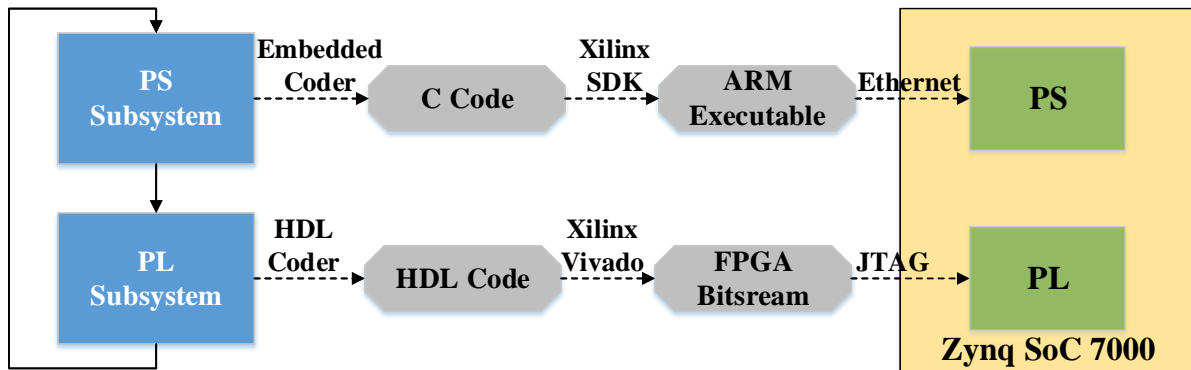 PS
Subsystem
Embedded
Coder
C Code
Xilinx
SDK
ARM
Executable
Ethernet
PS
PL
Subsystem
HDL
Coder
HDL Code
Xilinx
Vivado
FPGA
Bitsream
JTAG
PL
Zynq SoC 7000